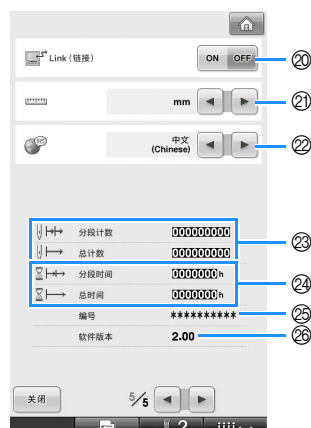 Link (链接) ON OFF ⑳
mm ㉑
中文
(Chinese) ㉒
分段计数 000000000
总计数 000000000 ㉓
分段时间 0000000h
总时间 0000000h ㉔
编号 ********** ㉕
软件版本 2.00 ㉖
关闭 5/5
?